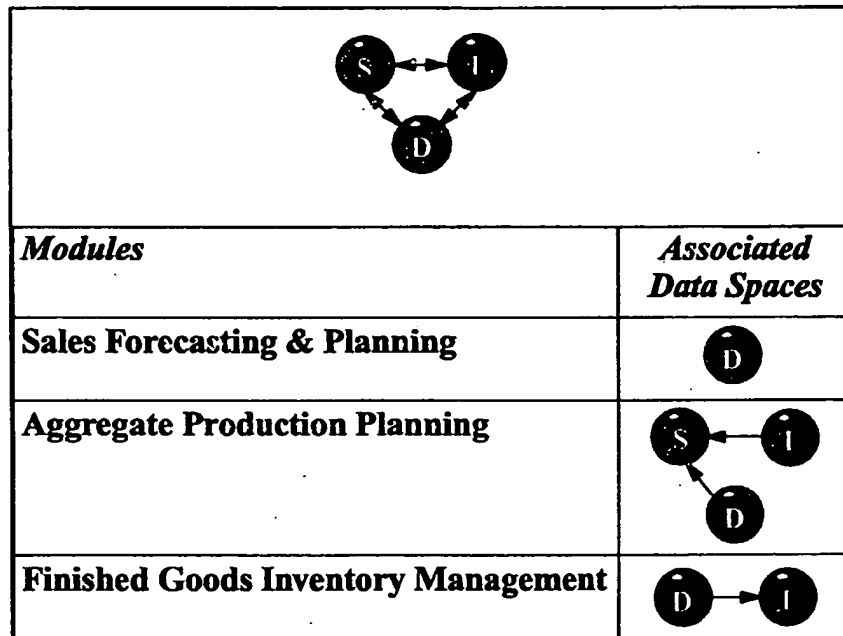 S I
D
Modules
Associated
Data Spaces
Sales Forecasting & Planning
D
Aggregate Production Planning
S I
D
Finished Goods Inventory Management
D I